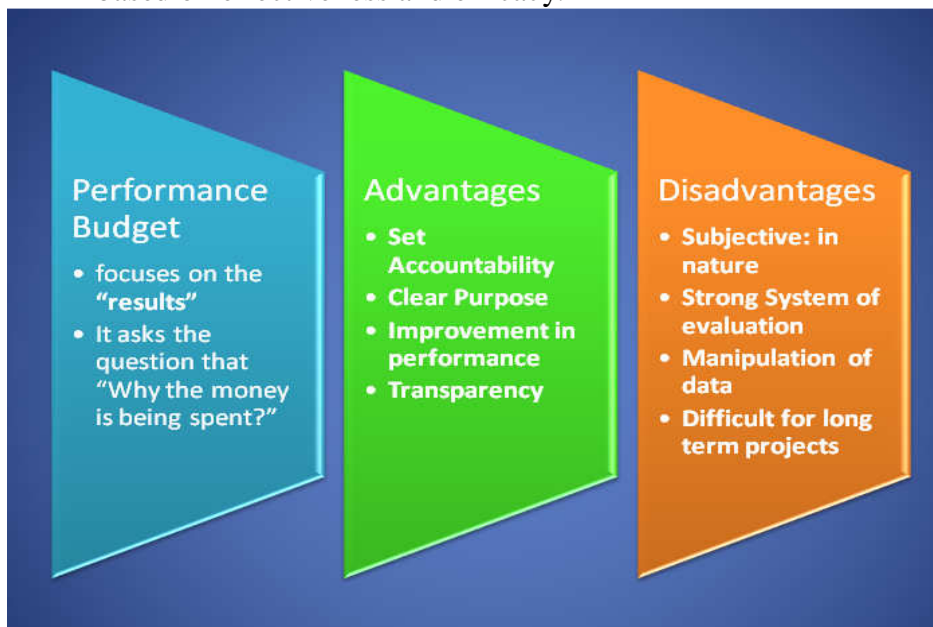 Performance
Budget
• focuses on the
“results”
• It asks the
question that
“Why the money
is being spent?”
Advantages
• Set
Accountability
• Clear Purpose
• Improvement in
performance
• Transparency
Disadvantages
• Subjective: in
nature
• Strong System of
evaluation
• Manipulation of
data
• Difficult for long
term projects